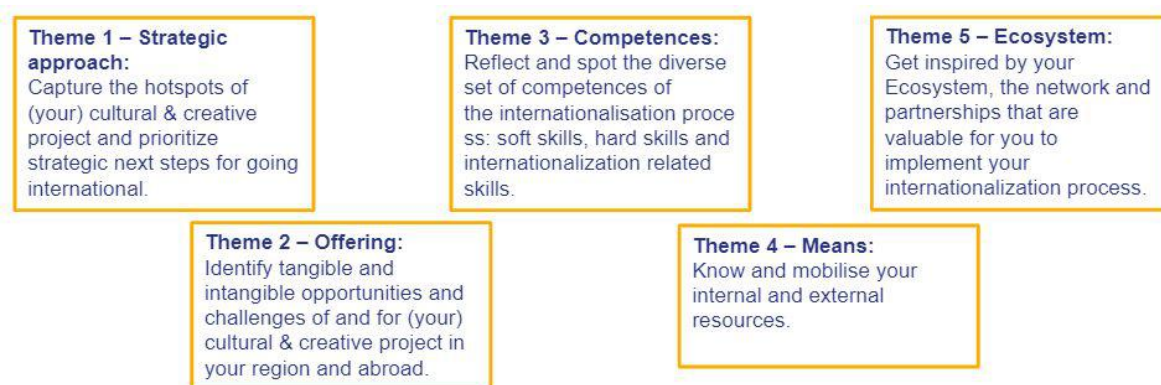 Theme 1 – Strategic
approach:
Capture the hotspots of
(your) cultural & creative
project and prioritize
strategic next steps for going
international.
Theme 2 – Offering:
Identify tangible and
intangible opportunities and
challenges of and for (your)
cultural & creative project in
your region and abroad.
Theme 3 – Competences:
Reflect and spot the diverse
set of competences of
the internationalisation proce
ss: soft skills, hard skills and
internationalization related
skills.
Theme 4 – Means:
Know and mobilise your
internal and external
resources.
Theme 5 – Ecosystem:
Get inspired by your
Ecosystem, the network and
partnerships that are
valuable for you to
implement your
internationalization process.